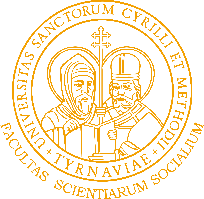 UNIVERSITAS SANCTORUM CYRILLI ET METHODII
TYRNAVIAE
FACULTAS SCIENTIARUM SOCIALIUM